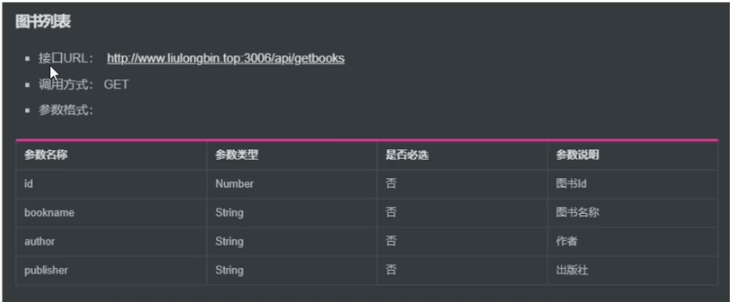 图书列表
接口URL： http://www.liulongbin.top:3006/api/getbooks
调用方式： GET
参数格式：
参数名称 参数类型 是否必选 参数说明
id Number 否 图书Id
bookname String 否 图书名称
author String 否 作者
publisher String 否 出版社